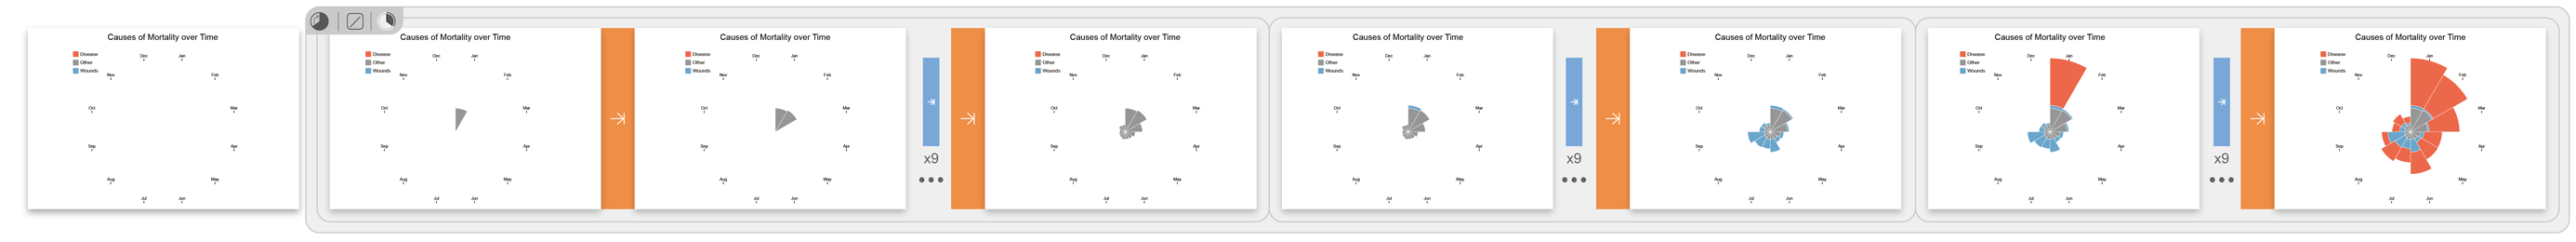 Causes of Mortality over Time
Disease
Other
Wounds
Dec Jan
Nov Feb
Oct Mar
Sep Apr
Aug May
Jul Jun
Causes of Mortality over Time
Disease
Other
Wounds
Dec Jan
Nov Feb
Oct Mar
Sep Apr
Aug May
Jul Jun
Causes of Mortality over Time
Disease
Other
Wounds
Dec Jan
Nov Feb
Oct Mar
Sep Apr
Aug May
Jul Jun
x9
Causes of Mortality over Time
Disease
Other
Wounds
Dec Jan
Nov Feb
Oct Mar
Sep Apr
Aug May
Jul Jun
Causes of Mortality over Time
Disease
Other
Wounds
Dec Jan
Nov Feb
Oct Mar
Sep Apr
Aug May
Jul Jun
x9
Causes of Mortality over Time
Disease
Other
Wounds
Dec Jan
Nov Feb
Oct Mar
Sep Apr
Aug May
Jul Jun
Causes of Mortality over Time
Disease
Other
Wounds
Dec Jan
Nov Feb
Oct Mar
Sep Apr
Aug May
Jul Jun
x9
Causes of Mortality over Time
Disease
Other
Wounds
Dec Jan
Nov Feb
Oct Mar
Sep Apr
Aug May
Jul Jun